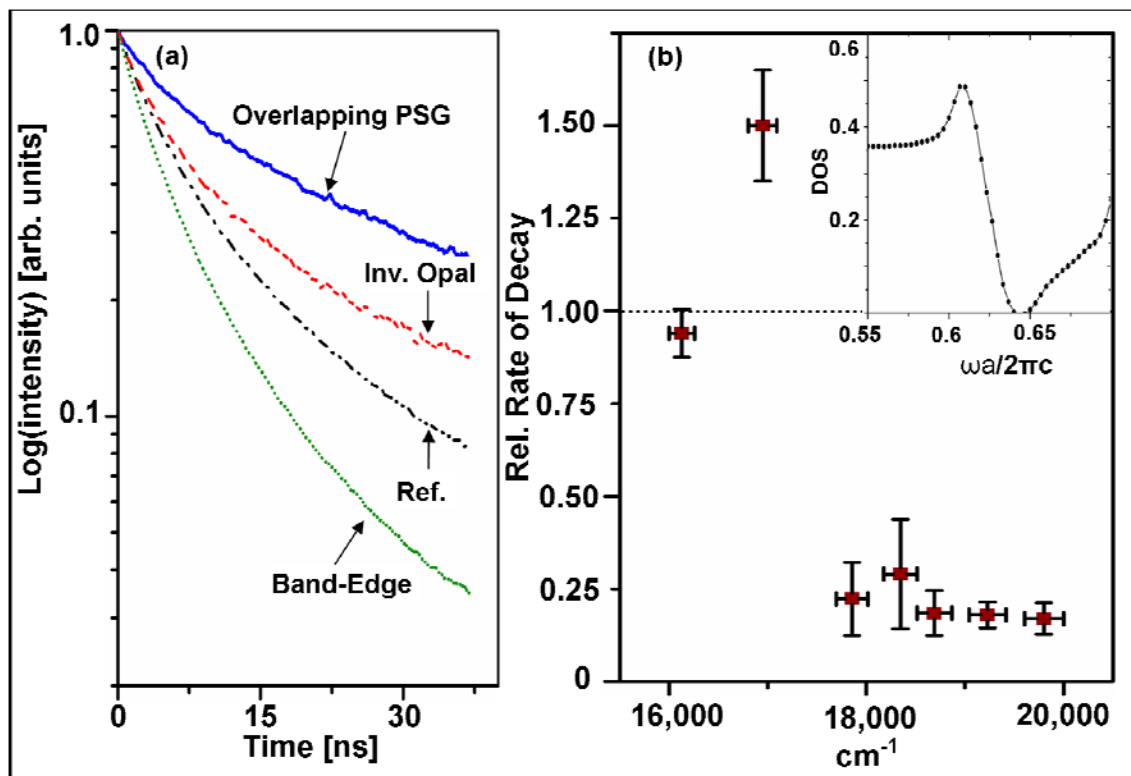 (a)
Log(intensity) [arb. units]
1.0
0.1
Overlapping PSG
Inv. Opal
Ref.
Band-Edge
0
15
30
Time [ns]
(b)
Rel. Rate of Decay
1.50
1.25
1.00
0.75
0.50
0.25
0
16,000
18,000
20,000
cm⁻¹
DOS
0.6
0.4
0.2
0.55
0.6
0.65
ωa/2πc